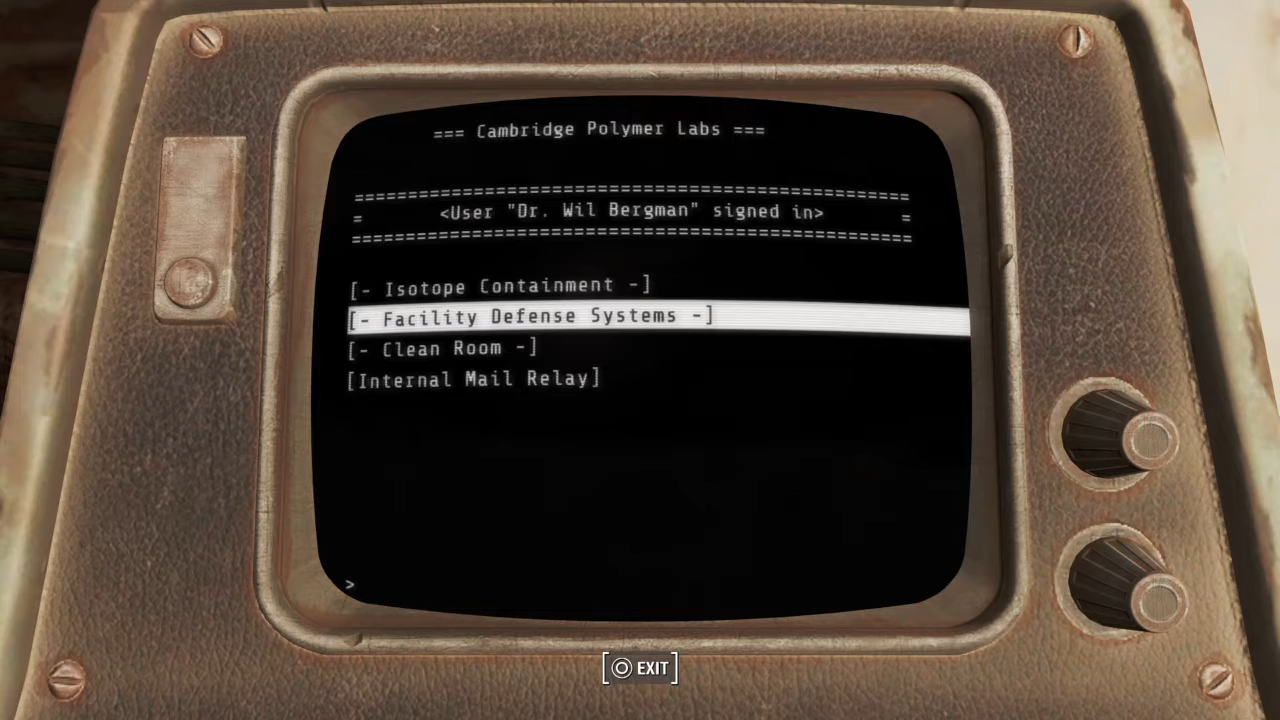 === Cambridge Polymer Labs ===
====================================================
= <User "Dr. Wil Bergman" signed in> =
====================================================
[- Isotope Containment -]
[- Facility Defense Systems -]
[- Clean Room -]
[Internal Mail Relay]
>
[ EXIT]